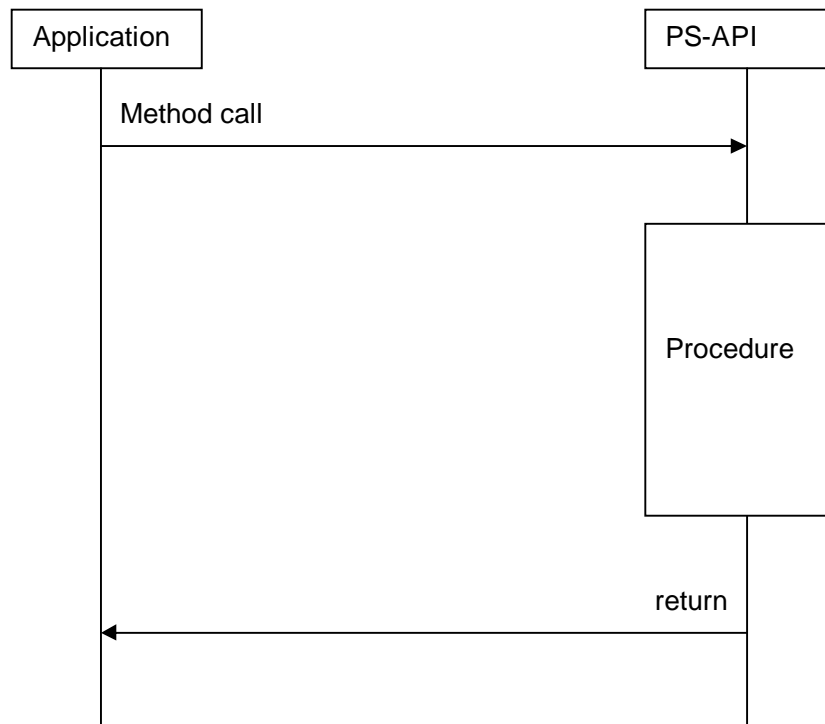 Application
PS-API
Method call
Procedure
return